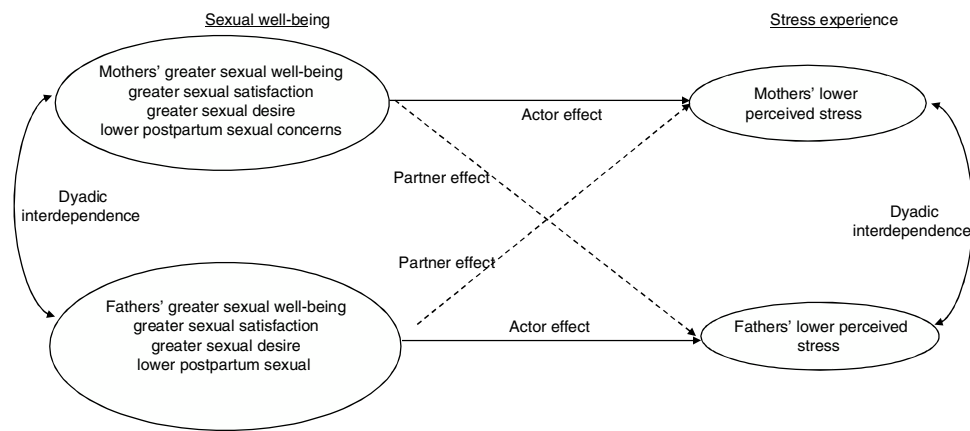 Sexual well-being
Stress experience
Mothers' greater sexual well-being
greater sexual satisfaction
greater sexual desire
lower postpartum sexual concerns
Actor effect
Mothers' lower
perceived stress
Partner effect
Dyadic
interdependence
Dyadic
interdependence
Partner effect
Fathers' greater sexual well-being
greater sexual satisfaction
greater sexual desire
lower postpartum sexual
Actor effect
Fathers' lower perceived
stress